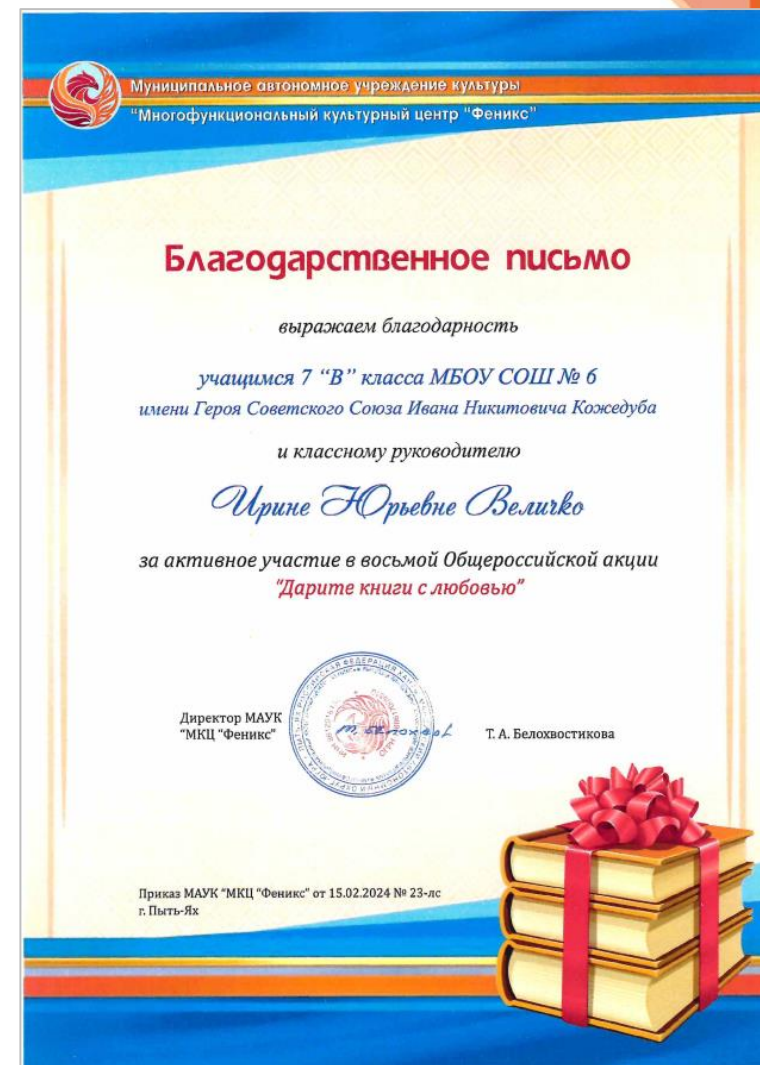 Муниципальное автономное учреждение культуры
"Многофункциональный культурный центр "Феникс"
Благодарственное письмо
выражаем благодарность
учащимся 7 “В” класса МБОУ СОШ № 6
имени Героя Советского Союза Ивана Никитовича Кожедуба
и классному руководителю
Ирине Юрьевне Величко
за активное участие в восьмой Общероссийской акции
“Дарите книги с любовью”
Директор МАУК
“МКЦ “Феникс”
Т. А. Белохвостикова
Приказ МАУК “МКЦ “Феникс” от 15.02.2024 № 23-лс
г. Пыть-Ях